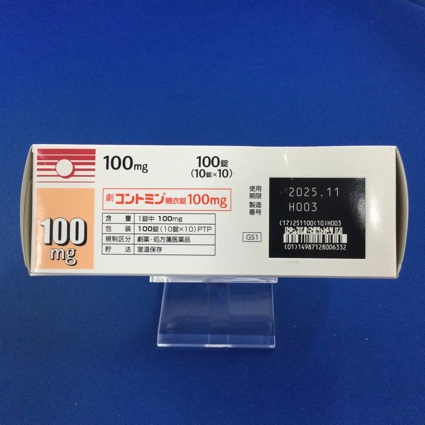 100mg
100錠
(10錠×10)
劇 コントミン糖衣錠100mg
含 量 1錠中 100mg
包 装 100錠(10錠×10)PTP
規制区分 劇薬・処方箋医薬品
貯 法 室温保存
100
mg
使用
期限
製造
番号
2025.11
H003
(17)251100(10)H003
(01)14987128006332
GS1